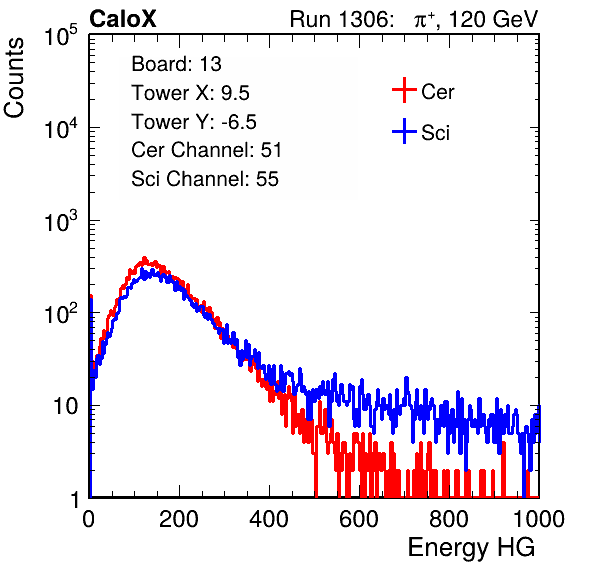 CaloX Run 1306: π⁺, 120 GeV
Counts
10⁵
10⁴
10³
10²
10
1
Board: 13
Tower X: 9.5
Tower Y: -6.5
Cer Channel: 51
Sci Channel: 55
Cer
Sci
0 200 400 600 800 1000
Energy HG